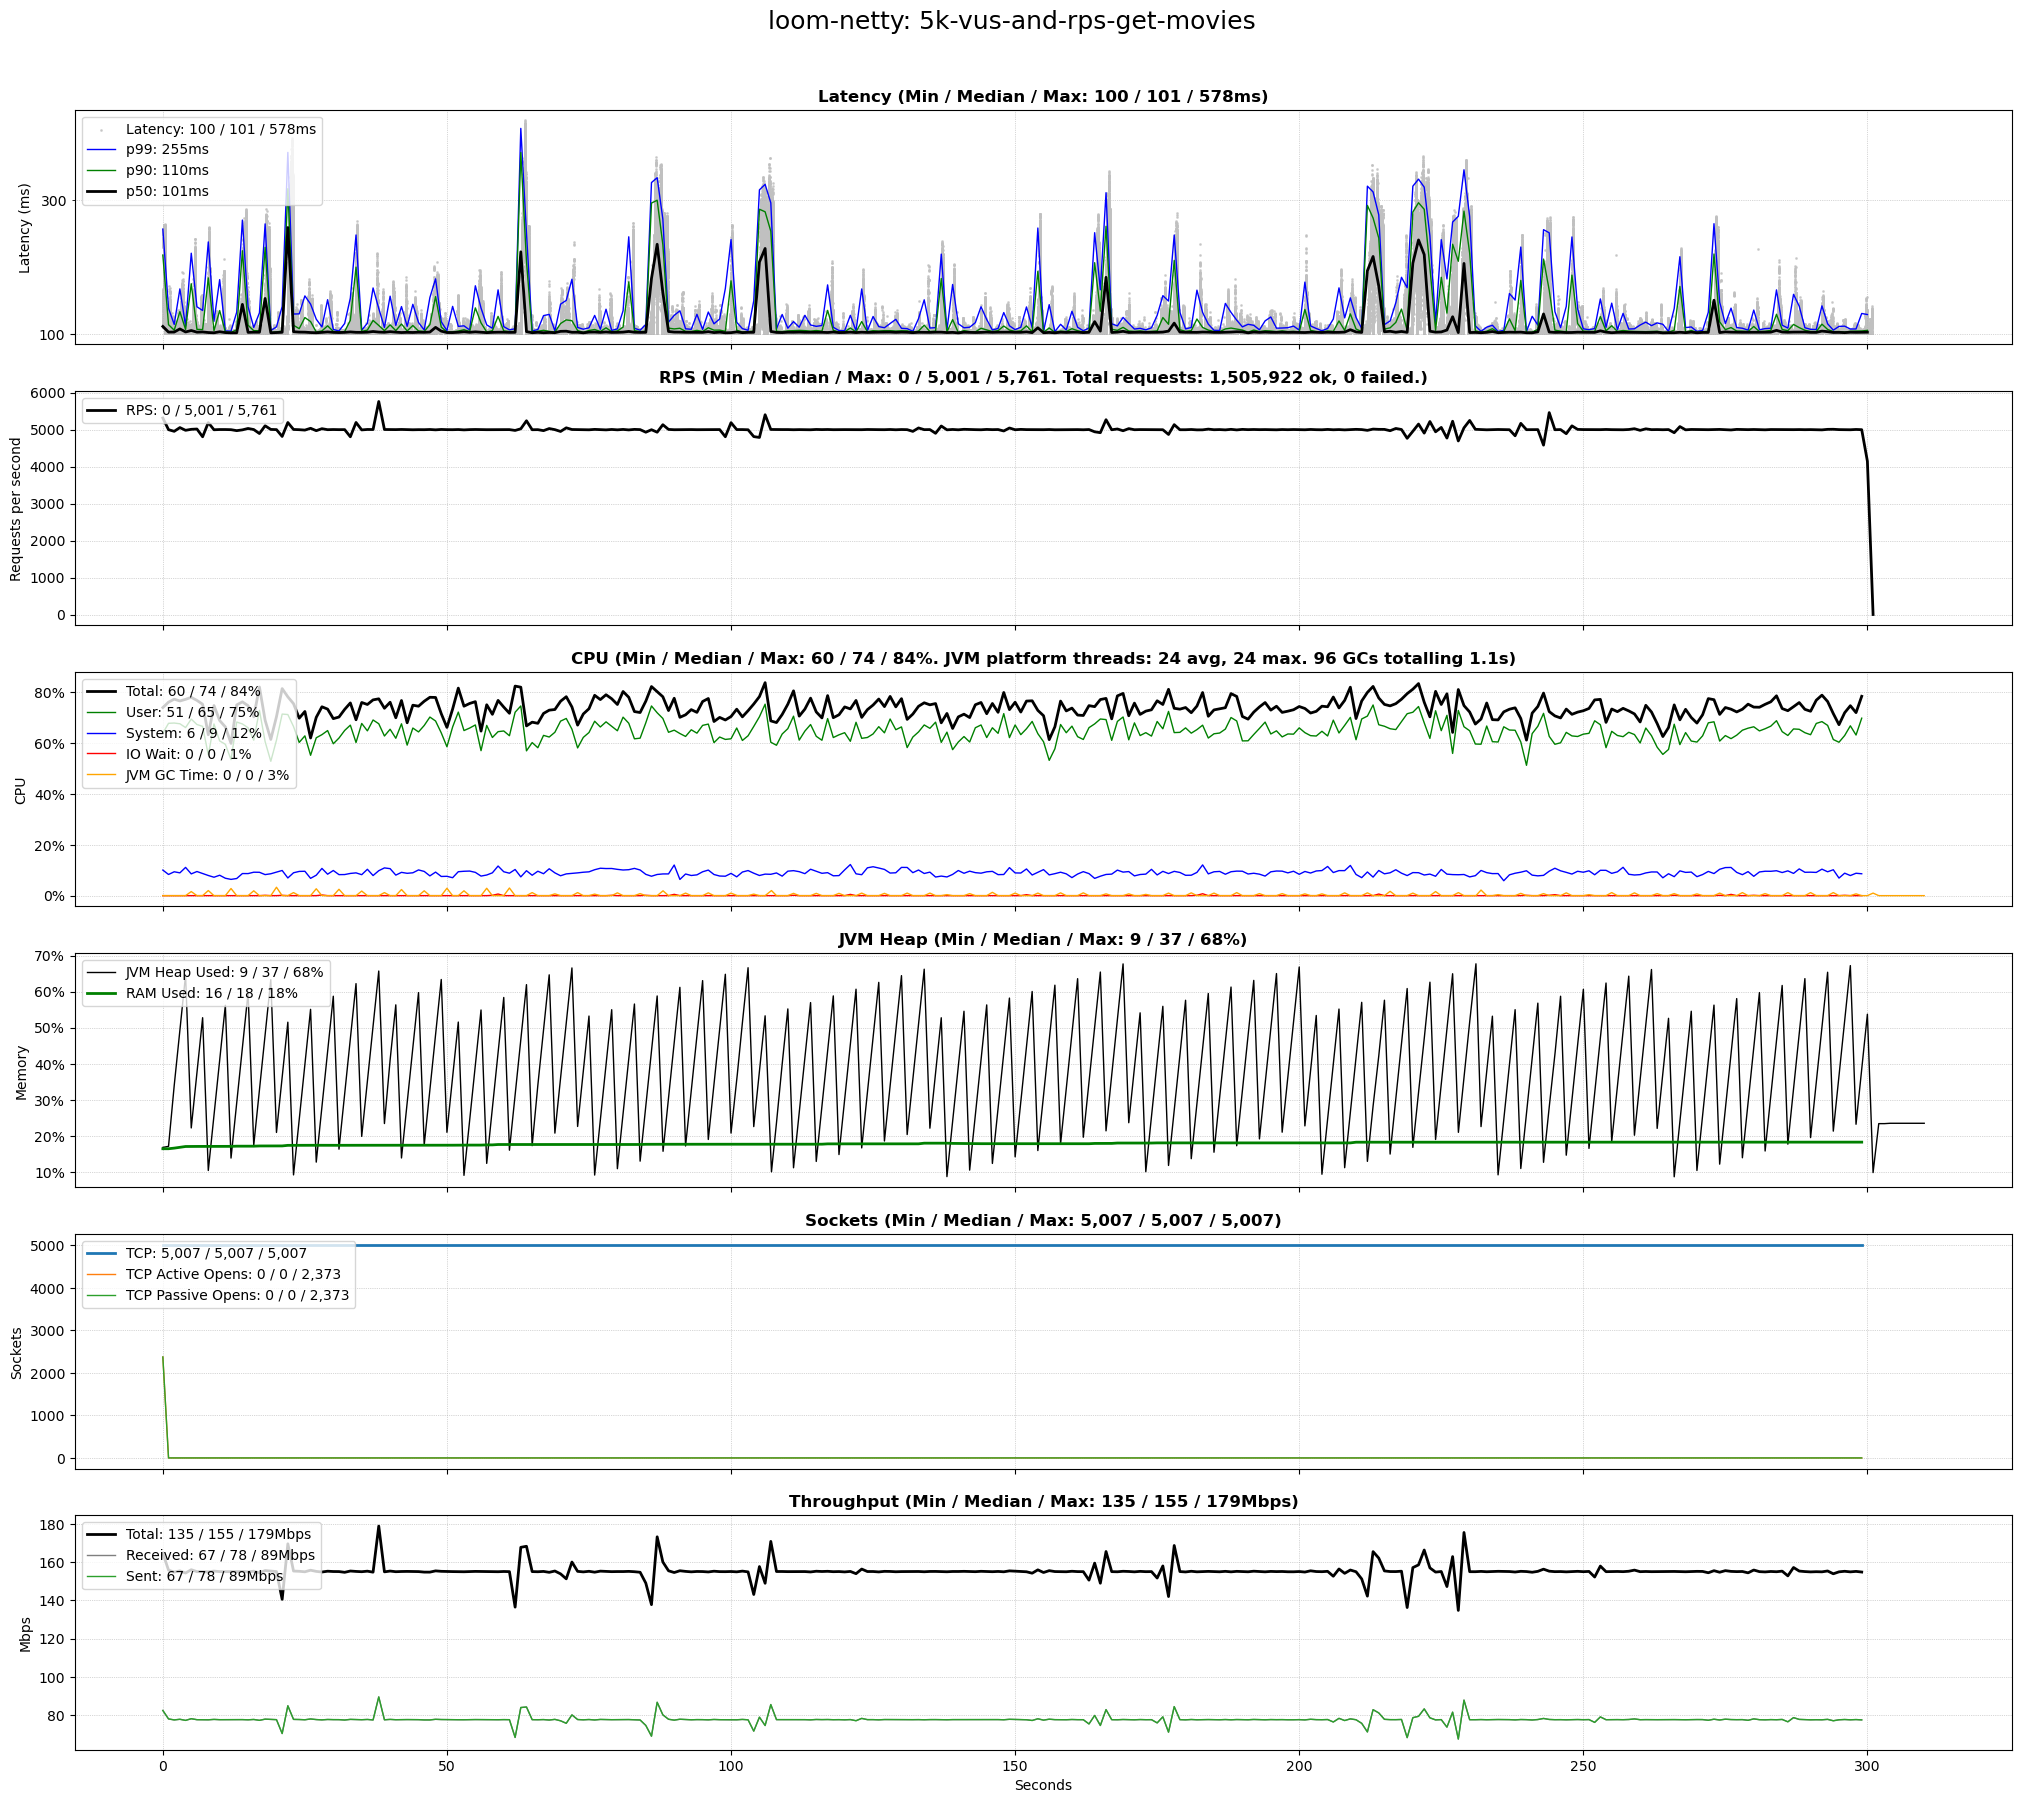 loom-netty: 5k-vus-and-rps-get-movies
Latency (Min / Median / Max: 100 / 101 / 578ms)
Latency: 100 / 101 / 578ms
p99: 255ms
p90: 110ms
p50: 101ms
Latency (ms)
300
100
RPS (Min / Median / Max: 0 / 5,001 / 5,761. Total requests: 1,505,922 ok, 0 failed.)
RPS: 0 / 5,001 / 5,761
Requests per second
6000
5000
4000
3000
2000
1000
0
CPU (Min / Median / Max: 60 / 74 / 84%. JVM platform threads: 24 avg, 24 max. 96 GCs totalling 1.1s)
Total: 60 / 74 / 84%
User: 51 / 65 / 75%
System: 6 / 9 / 12%
IO Wait: 0 / 0 / 1%
JVM GC Time: 0 / 0 / 3%
CPU
80%
60%
40%
20%
0%
JVM Heap (Min / Median / Max: 9 / 37 / 68%)
JVM Heap Used: 9 / 37 / 68%
RAM Used: 16 / 18 / 18%
Memory
70%
60%
50%
40%
30%
20%
10%
Sockets (Min / Median / Max: 5,007 / 5,007 / 5,007)
TCP: 5,007 / 5,007 / 5,007
TCP Active Opens: 0 / 0 / 2,373
TCP Passive Opens: 0 / 0 / 2,373
Sockets
5000
4000
3000
2000
1000
0
Throughput (Min / Median / Max: 135 / 155 / 179Mbps)
Total: 135 / 155 / 179Mbps
Received: 67 / 78 / 89Mbps
Sent: 67 / 78 / 89Mbps
Mbps
180
160
140
120
100
80
0 50 100 150 200 250 300
Seconds